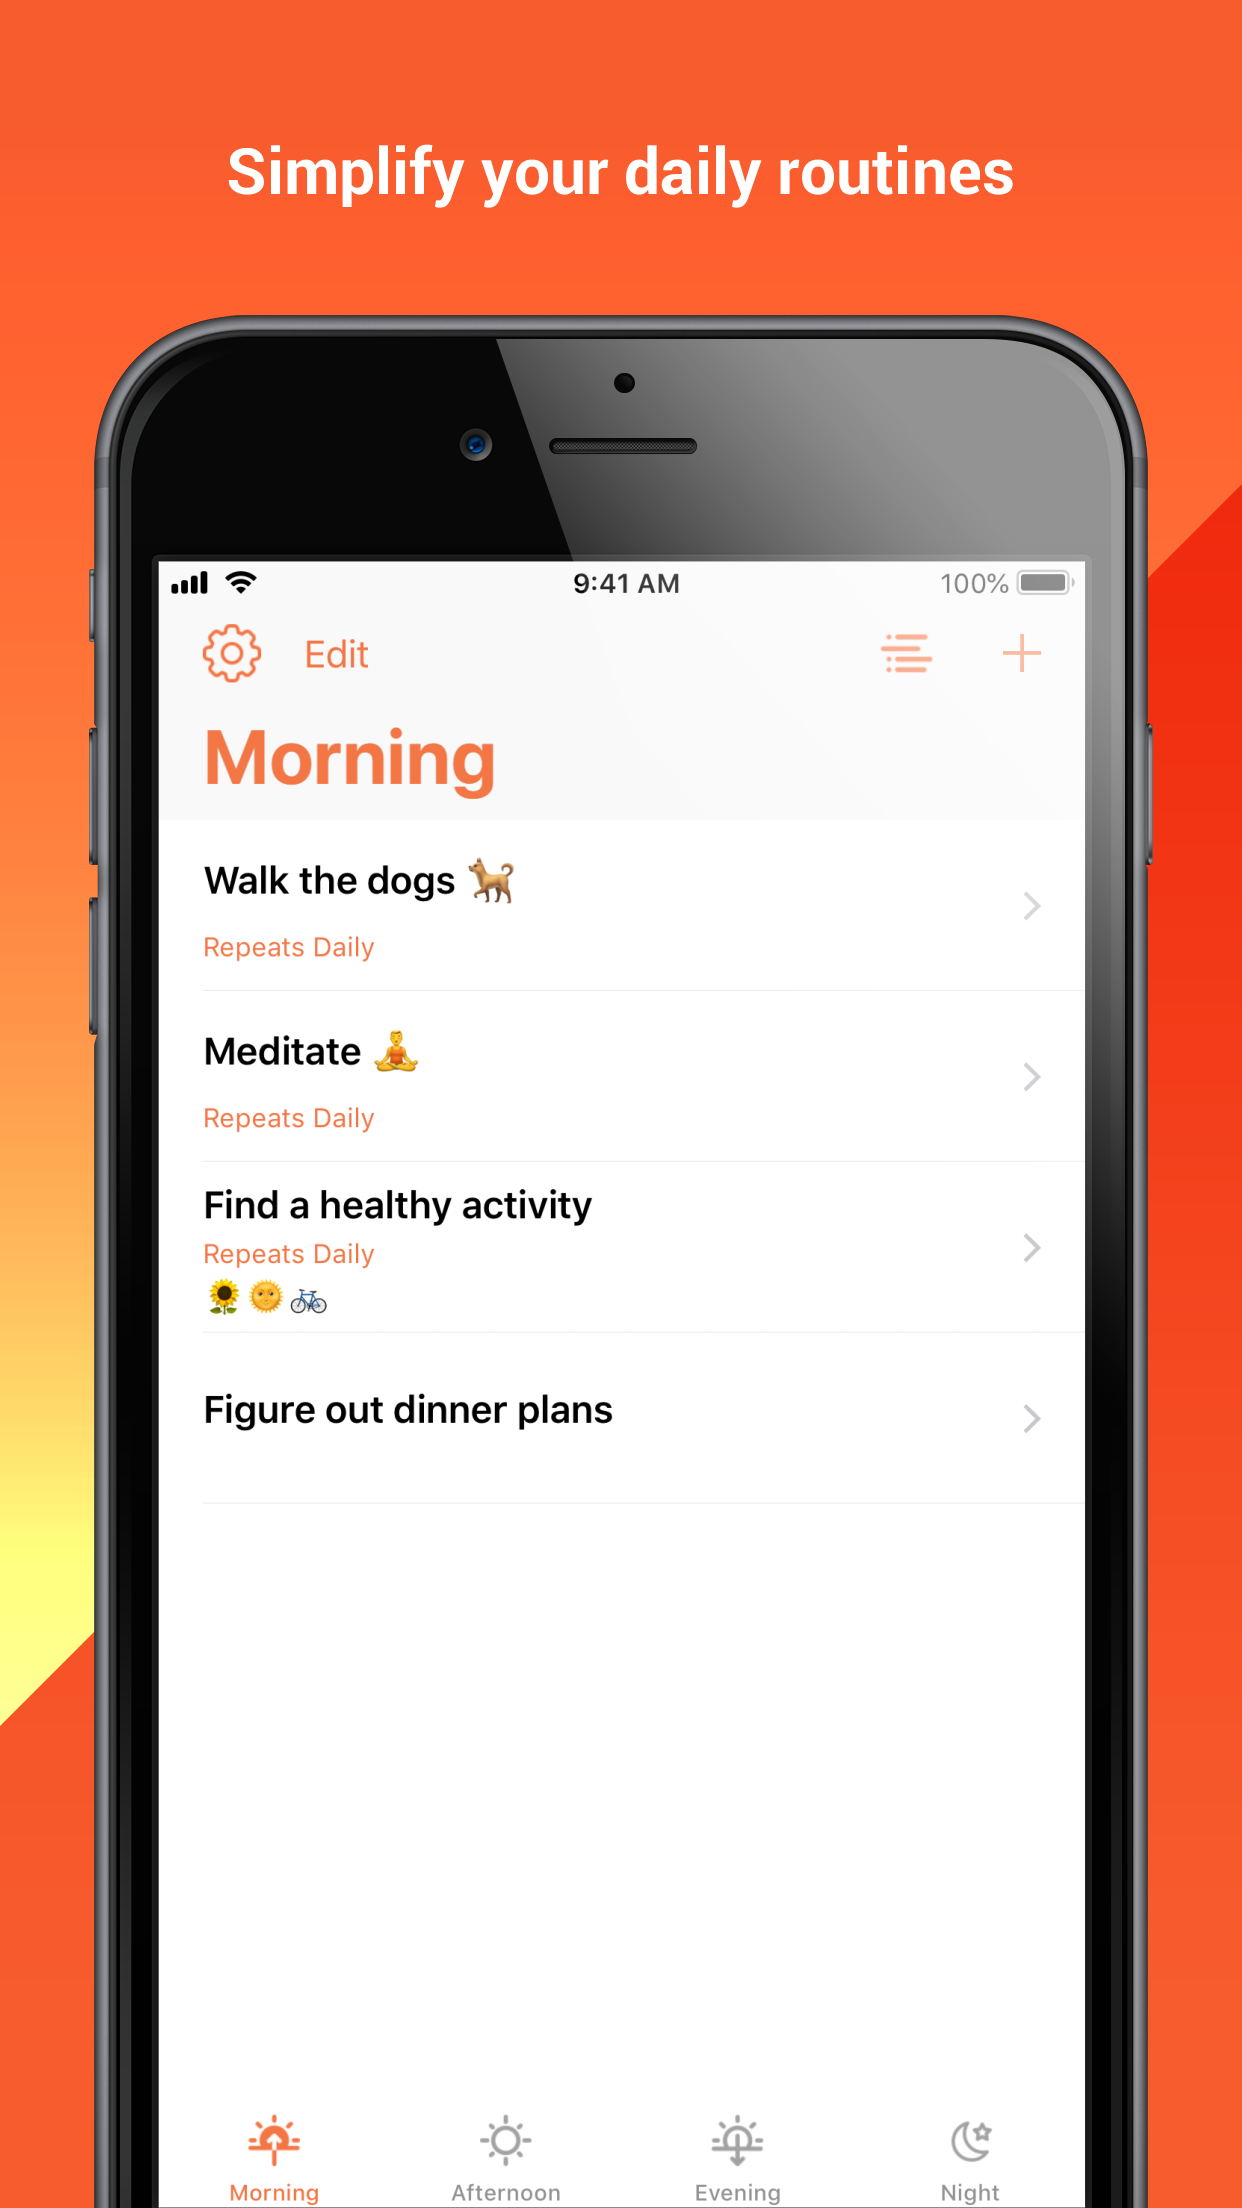 Simplify your daily routines
9:41 AM
100%
Edit
Morning
Walk the dogs 🐕
Repeats Daily
Meditate 🧘
Repeats Daily
Find a healthy activity
Repeats Daily
🌻🌞🚲
Figure out dinner plans
Morning
Afternoon
Evening
Night